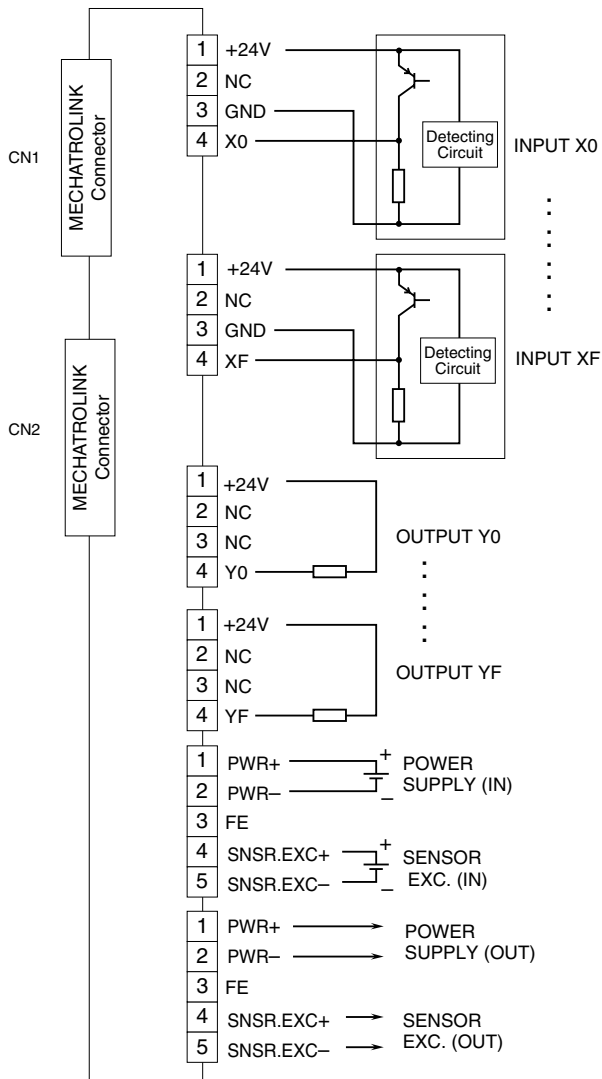 1 +24V
2 NC
3 GND
4 X0
Detecting
Circuit
INPUT X0
CN1
MECHATROLINK
Connector
1 +24V
2 NC
3 GND
4 XF
Detecting
Circuit
INPUT XF
CN2
MECHATROLINK
Connector
1 +24V
2 NC
3 NC
4 Y0
OUTPUT Y0
1 +24V
2 NC
3 NC
4 YF
OUTPUT YF
1 PWR+
2 PWR–
3 FE
4 SNSR.EXC+
5 SNSR.EXC–
+
–
POWER
SUPPLY (IN)
+
–
SENSOR
EXC. (IN)
1 PWR+
2 PWR–
3 FE
4 SNSR.EXC+
5 SNSR.EXC–
POWER
SUPPLY (OUT)
SENSOR
EXC. (OUT)